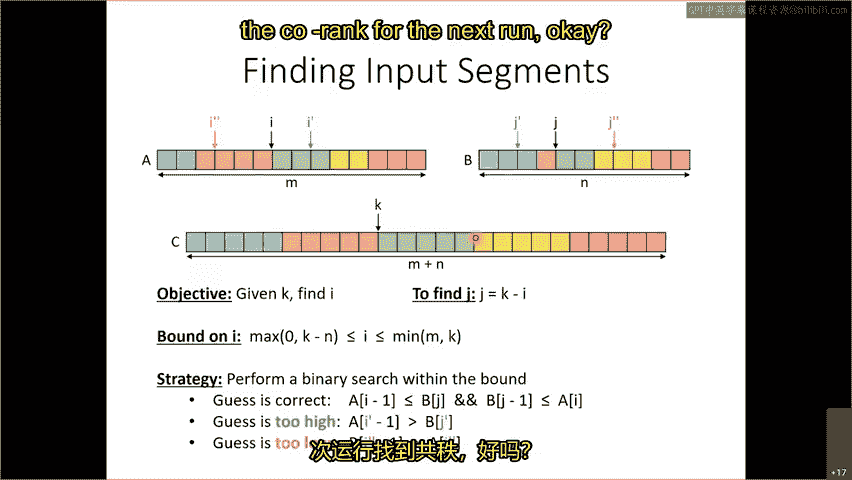 the co -rank for the next run, okay?
Finding Input Segments
i'' i i' j' j j''
A B
m n
k
C
m + n
Objective: Given k, find i To find j: j = k - i
Bound on i: max(0, k - n) ≤ i ≤ min(m, k)
Strategy: Perform a binary search within the bound
• Guess is correct: A[i - 1] ≤ B[j] && B[j - 1] ≤ A[i]
• Guess is too high: A[i' - 1] > B[j']
• Guess is too
次运行找到共秩，好吗？
+17